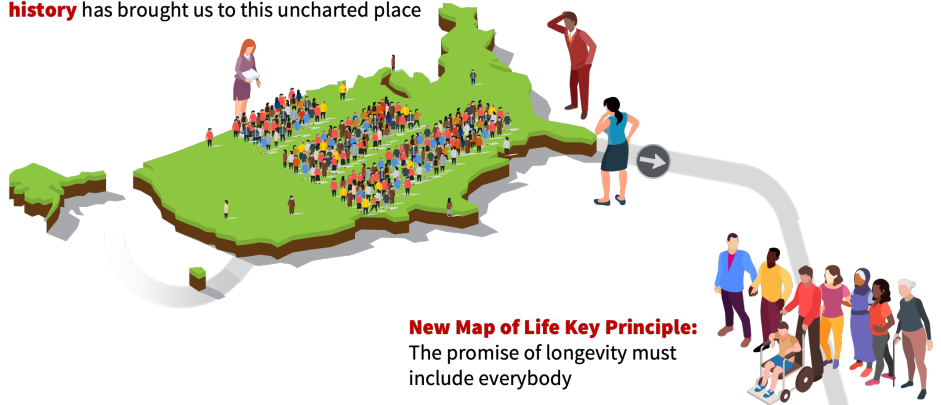 history has brought us to this uncharted place
New Map of Life Key Principle:
The promise of longevity must
include everybody